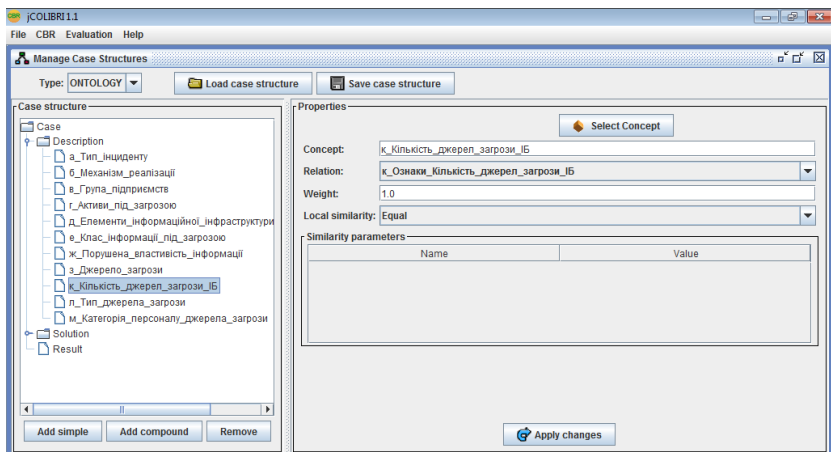 CBR jCOLIBRI 1.1
File CBR Evaluation Help
Manage Case Structures
Type: ONTOLOGY Load case structure Save case structure
Case structure
Case
Description
а_Тип_інциденту
б_Механізм_реалізації
в_Група_підприємств
г_Активи_під_загрозою
д_Елементи_інформаційної_інфраструктури
е_Клас_інформації_під_загрозою
ж_Порушена_властивість_інформації
з_Джерело_загрози
к_Кількість_джерел_загрози_ІБ
л_Тип_джерела_загрози
м_Категорія_персоналу_джерела_загрози
Solution
Result
Add simple Add compound Remove
Properties
Select Concept
Concept: к_Кількість_джерел_загрози_ІБ
Relation: к_Ознаки_Кількість_джерел_загрози_ІБ
Weight: 1.0
Local similarity: Equal
Similarity parameters
Name Value
Apply changes